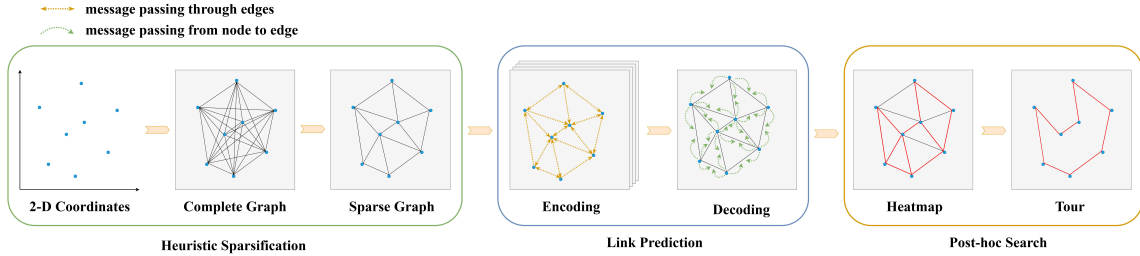 message passing through edges
message passing from node to edge
2-D Coordinates
Complete Graph
Sparse Graph
Encoding
Decoding
Heatmap
Tour
Heuristic Sparsification
Link Prediction
Post-hoc Search